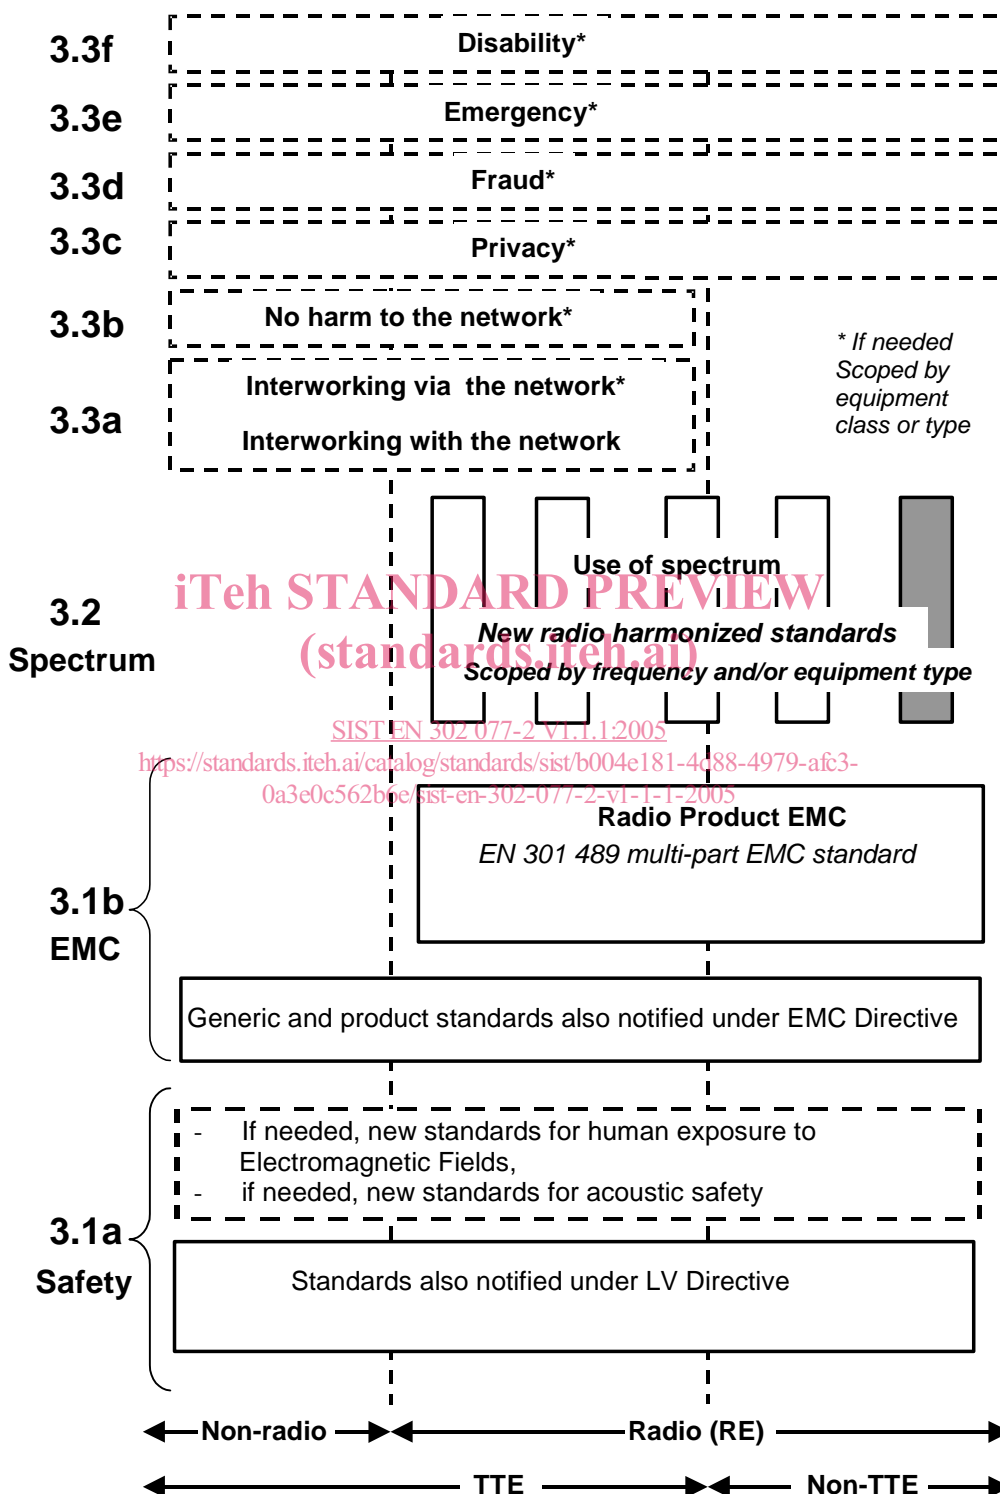 3.3f
Disability*
3.3e
Emergency*
3.3d
Fraud*
3.3c
Privacy*
3.3b
No harm to the network*
* If needed
Scoped by
equipment
class or type
3.3a
Interworking via the network*
Interworking with the network
Use of spectrum
iTeh STANDARD PREVIEW
3.2
Spectrum
New radio harmonized standards
(standards.iteh.ai)
Scoped by frequency and/or equipment type
SIST EN 302 077-2 V1.1.1:2005
https://standards.iteh.ai/catalog/standards/sist/b004e181-4d88-4979-afc3-
0a3e0c562b6e/sist-en-302-077-2-v1-1-1-2005
Radio Product EMC
EN 301 489 multi-part EMC standard
3.1b
EMC
Generic and product standards also notified under EMC Directive
- If needed, new standards for human exposure to
Electromagnetic Fields,
- if needed, new standards for acoustic safety
3.1a
Safety
Standards also notified under LV Directive
Non-radio
Radio (RE)
TTE
Non-TTE